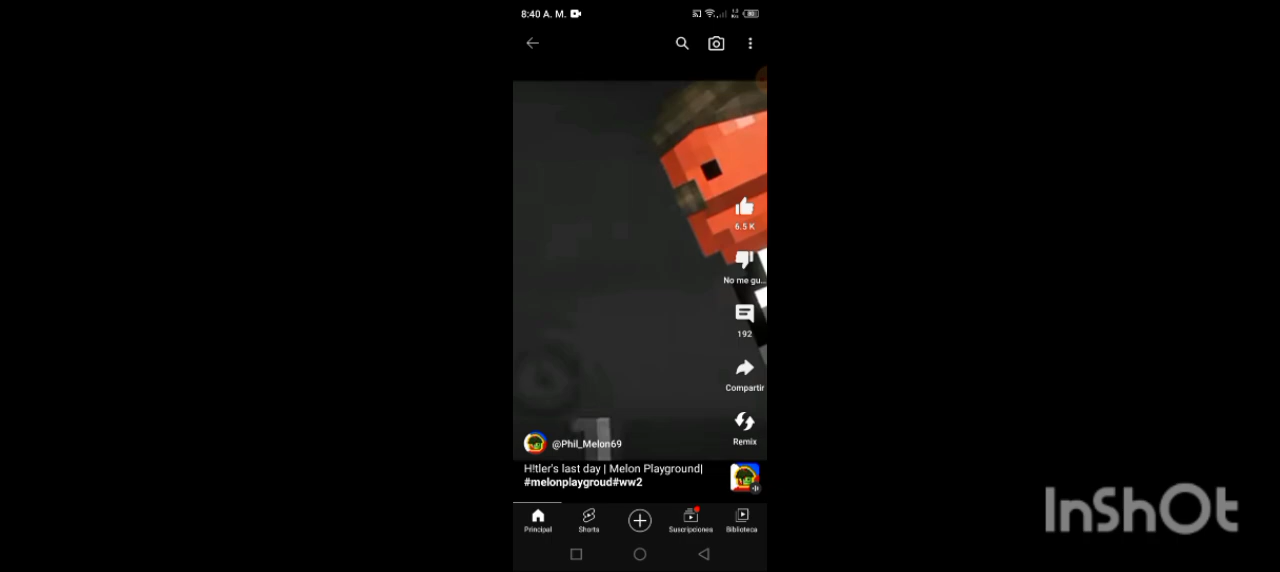 8:40 A. M.
6.5 K
No me gu...
192
Compartir
Remix
@Phil_Melon69
H!tler's last day | Melon Playground|
#melonplaygroud#ww2
Principal
Shorts
Suscripciones
Biblioteca
InShOt